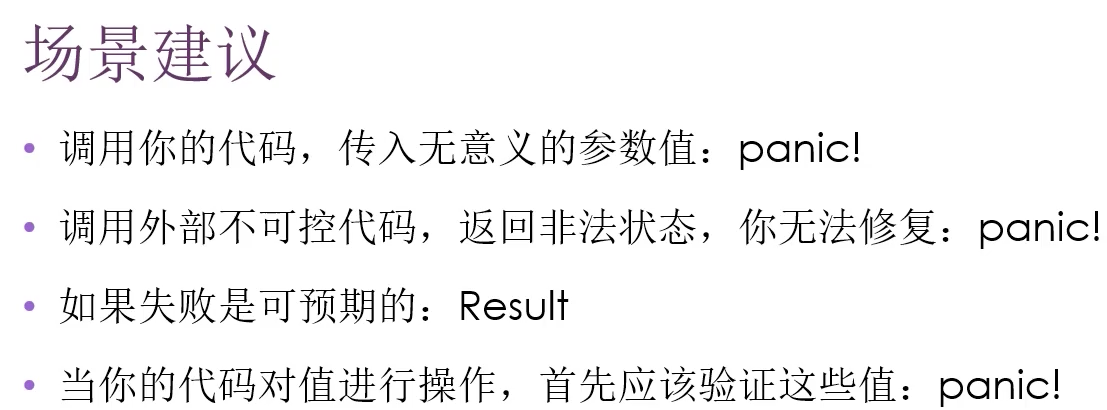 场景建议
• 调用你的代码，传入无意义的参数值：panic!
• 调用外部不可控代码，返回非法状态，你无法修复：panic!
• 如果失败是可预期的：Result
• 当你的代码对值进行操作，首先应该验证这些值：panic!